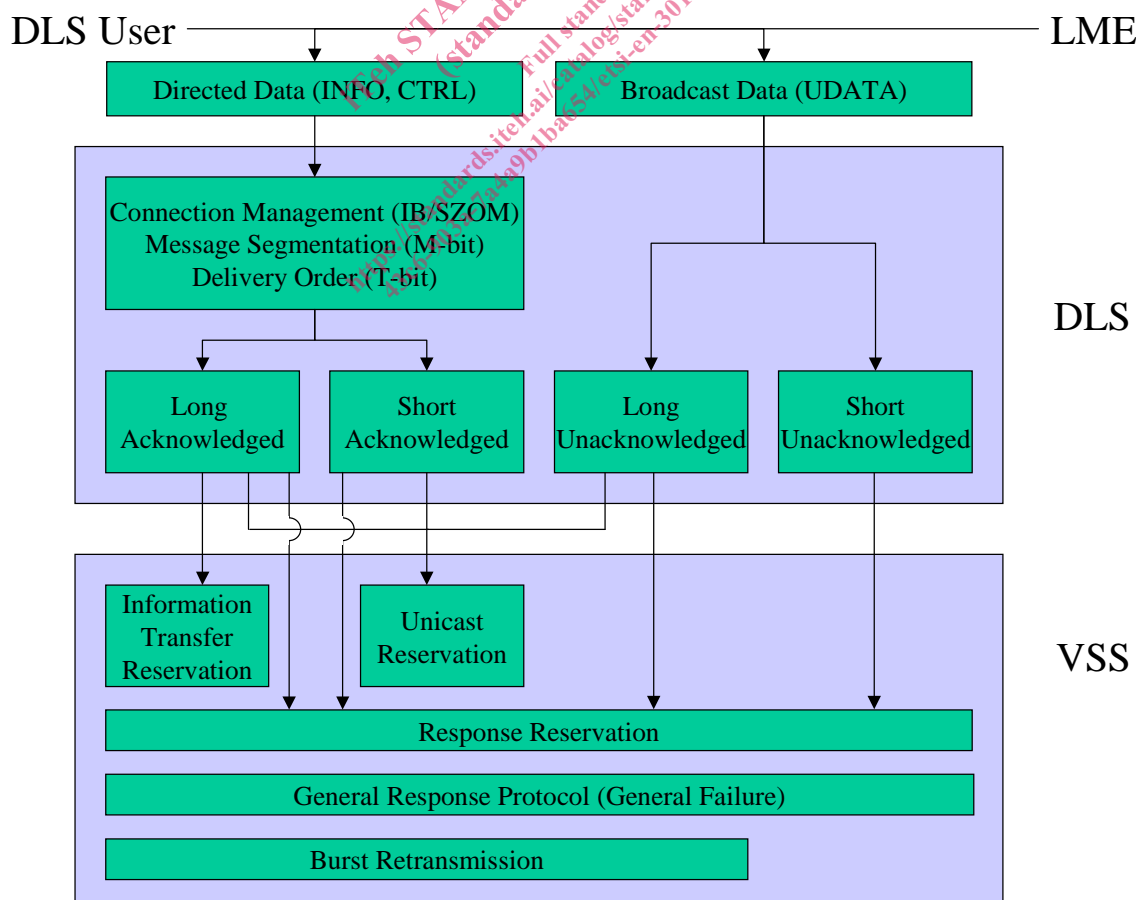 DLS User
LME
Directed Data (INFO, CTRL)
Broadcast Data (UDATA)
Connection Management (IB/SZOM)
Message Segmentation (M-bit)
Delivery Order (T-bit)
DLS
Long
Acknowledged
Short
Acknowledged
Long
Unacknowledged
Short
Unacknowledged
Information
Transfer
Reservation
Unicast
Reservation
VSS
Response Reservation
General Response Protocol (General Failure)
Burst Retransmission